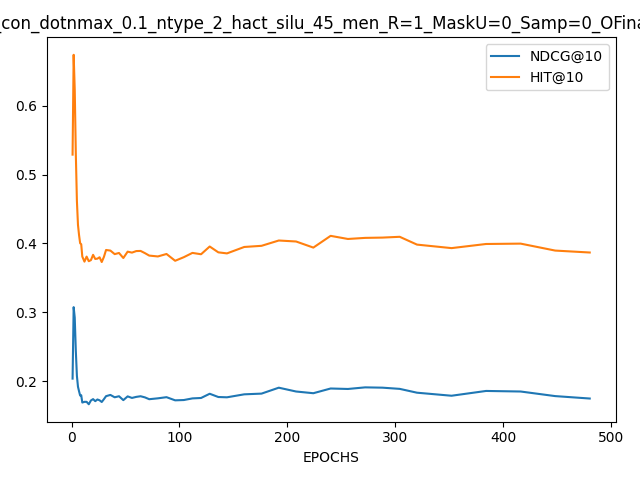 _con_dotnmax_0.1_ntype_2_hact_silu_45_men_R=1_MaskU=0_Samp=0_OFina
NDCG@10
HIT@10
0.6
0.5
0.4
0.3
0.2
0 100 200 300 400 500
EPOCHS